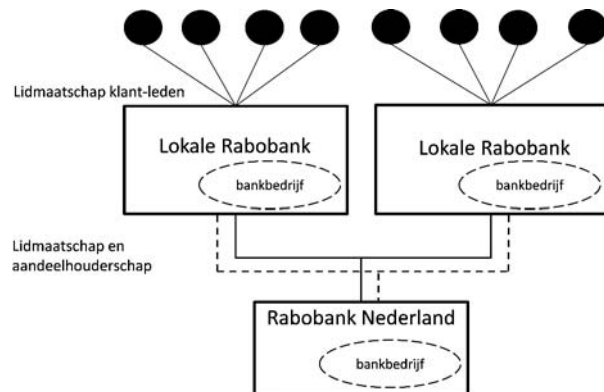 Lidmaatschap klant-leden
Lokale Rabobank
bankbedrijf
Lokale Rabobank
bankbedrijf
Lidmaatschap en
aandeelhouderschap
Rabobank Nederland
bankbedrijf